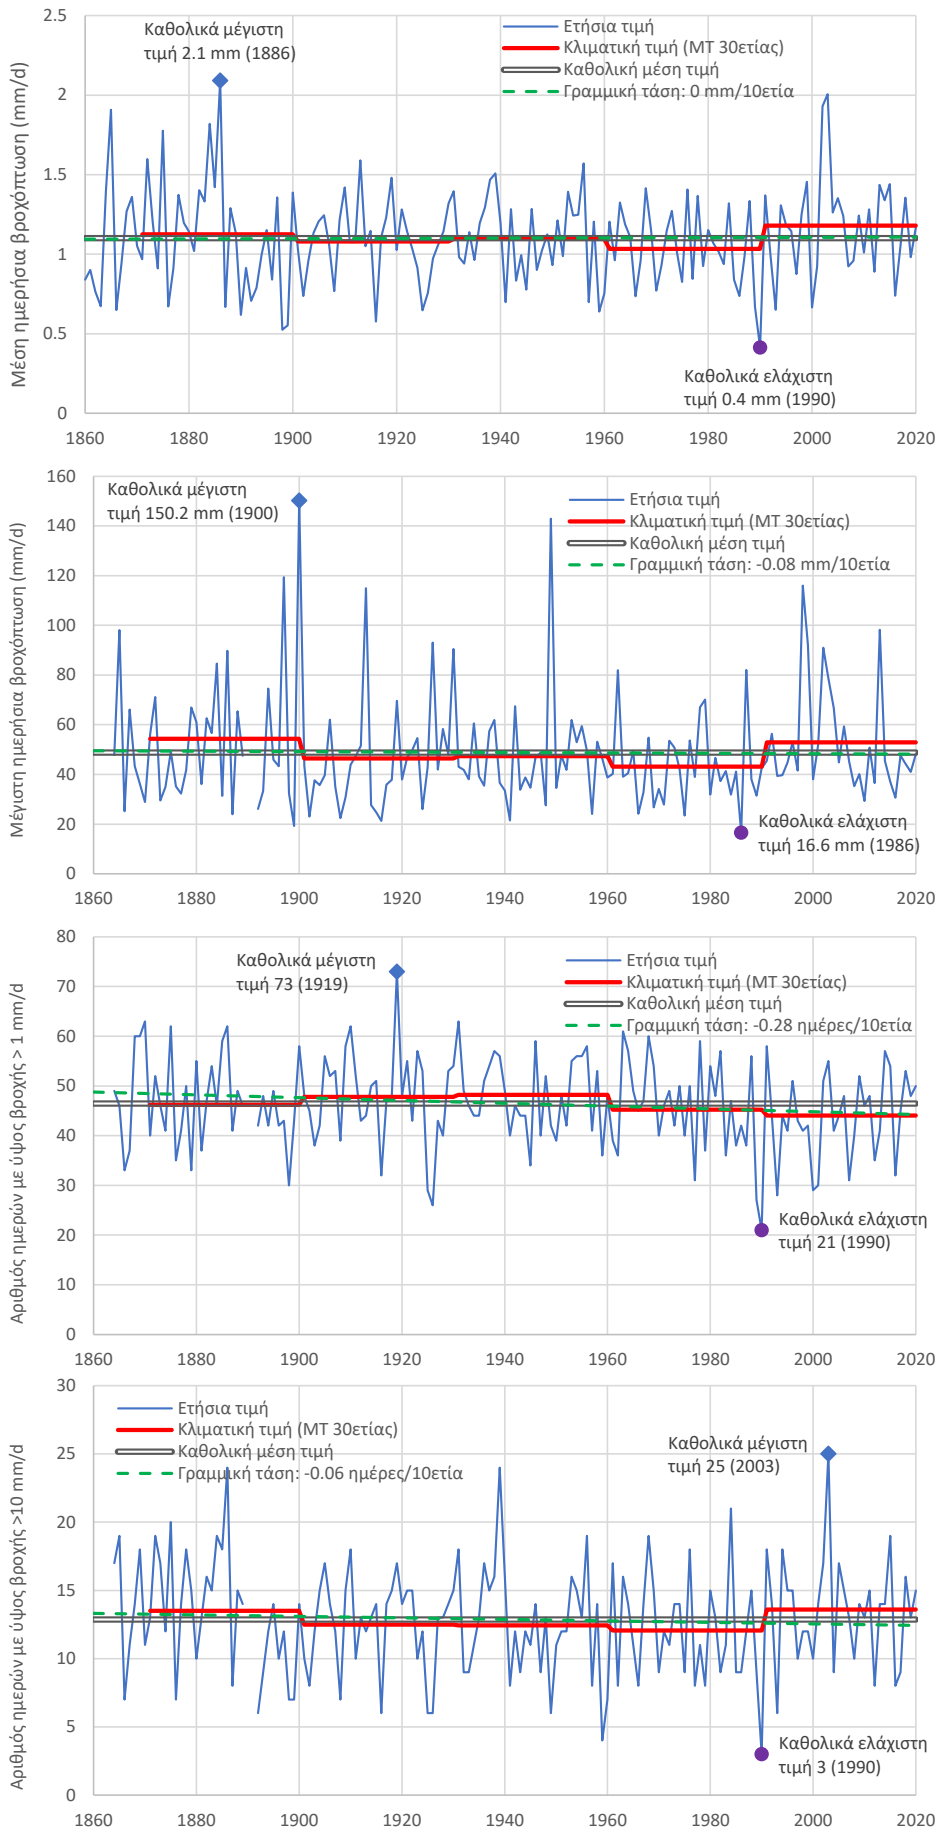 Μέση ημερήσια βροχόπτωση (mm/d)
2.5
2
1.5
1
0.5
0
Καθολικά μέγιστη
τιμή 2.1 mm (1886)
Ετήσια τιμή
Κλιματική τιμή (ΜΤ 30ετίας)
Καθολική μέση τιμή
Γραμμική τάση: 0 mm/10ετία
Καθολικά ελάχιστη
τιμή 0.4 mm (1990)
1860 1880 1900 1920 1940 1960 1980 2000 2020
Μέγιστη ημερήσια βροχόπτωση (mm/d)
160
140
120
100
80
60
40
20
0
Καθολικά μέγιστη
τιμή 150.2 mm (1900)
Ετήσια τιμή
Κλιματική τιμή (ΜΤ 30ετίας)
Καθολική μέση τιμή
Γραμμική τάση: -0.08 mm/10ετία
Καθολικά ελάχιστη
τιμή 16.6 mm (1986)
1860 1880 1900 1920 1940 1960 1980 2000 2020
Αριθμός ημερών με ύψος βροχής > 1 mm/d
80
70
60
50
40
30
20
10
0
Καθολικά μέγιστη
τιμή 73 (1919)
Ετήσια τιμή
Κλιματική τιμή (ΜΤ 30ετίας)
Καθολική μέση τιμή
Γραμμική τάση: -0.28 ημέρες/10ετία
Καθολικά ελάχιστη
τιμή 21 (1990)
1860 1880 1900 1920 1940 1960 1980 2000 2020
Αριθμός ημερών με ύψος βροχής >10 mm/d
30
25
20
15
10
5
0
Ετήσια τιμή
Κλιματική τιμή (ΜΤ 30ετίας)
Καθολική μέση τιμή
Γραμμική τάση: -0.06 ημέρες/10ετία
Καθολικά μέγιστη
τιμή 25 (2003)
Καθολικά ελάχιστη
τιμή 3 (1990)
1860 1880 1900 1920 1940 1960 1980 2000 2020